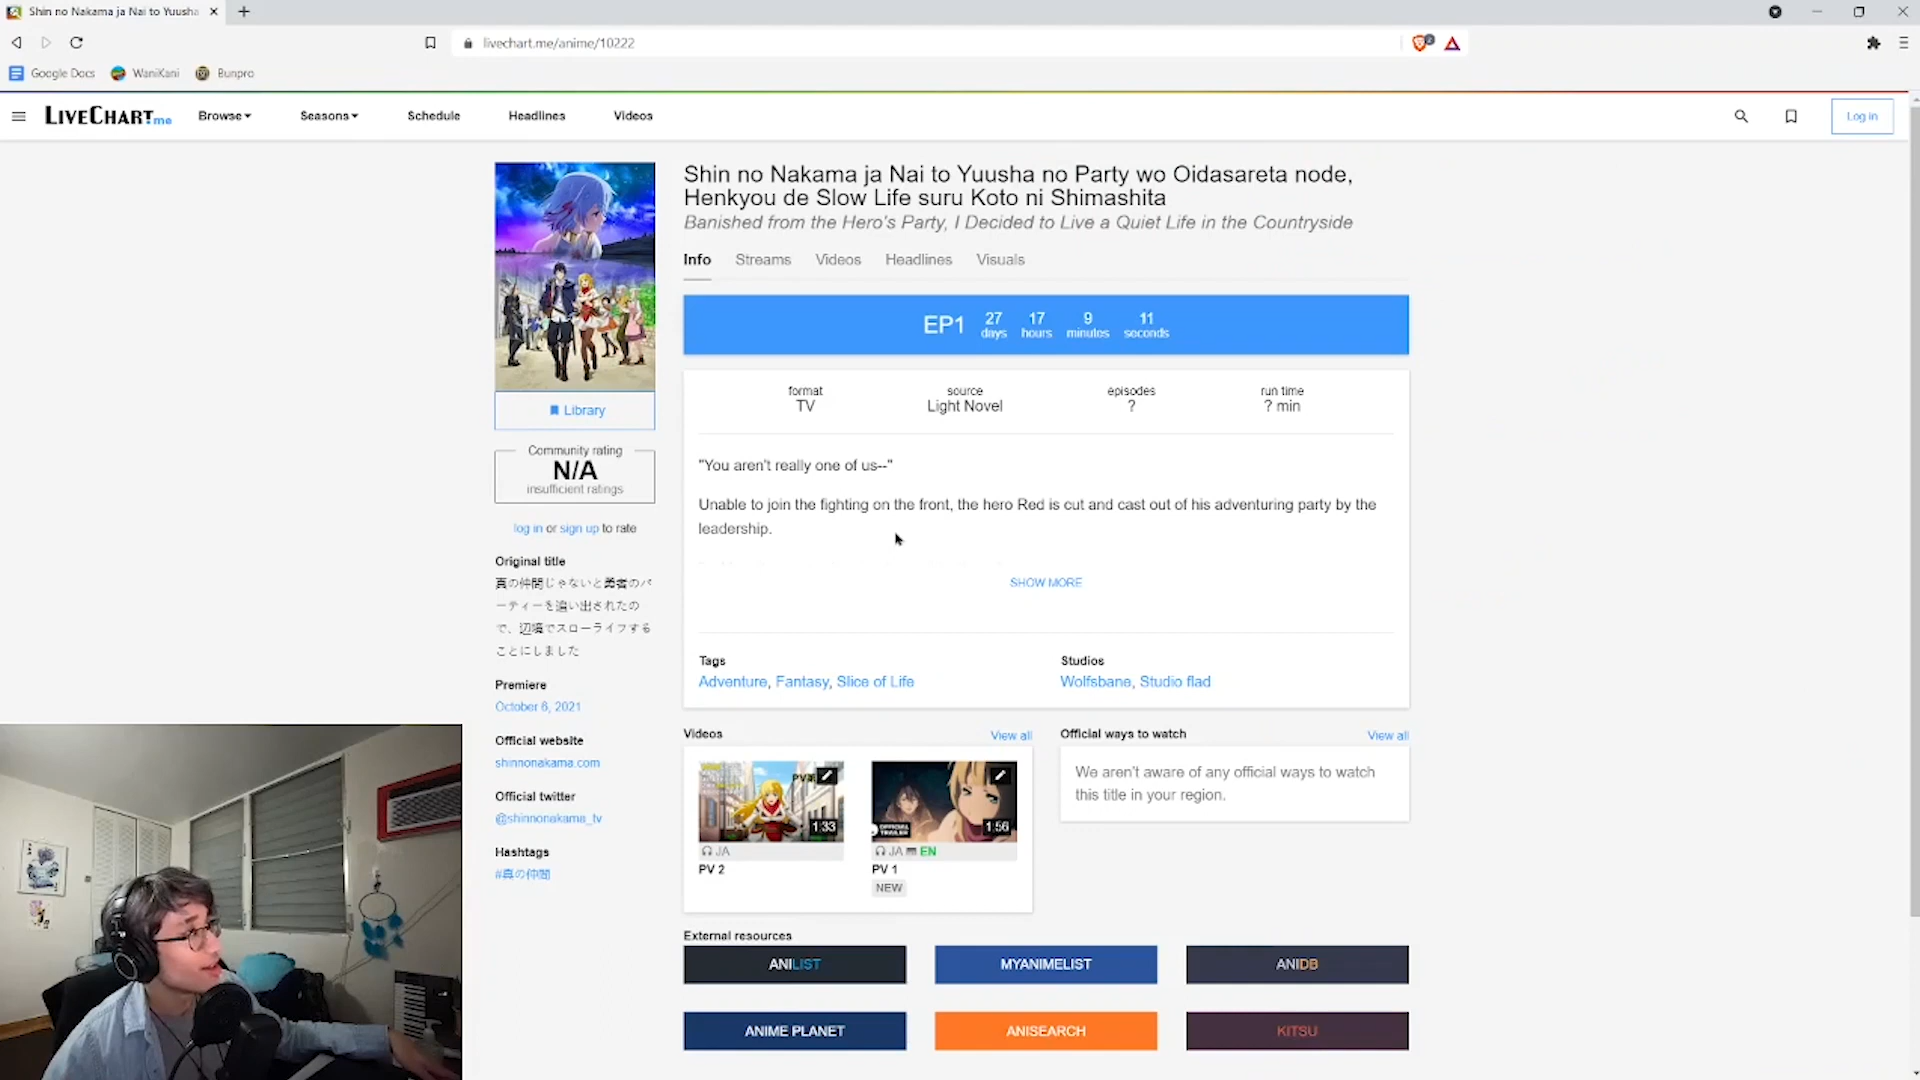 Shin no Nakama ja Nai to Yuusha
livechart.me/anime/10222
Google Docs WaniKani Bunpro
LIVECHART.me Browse Seasons Schedule Headlines Videos Log in
Shin no Nakama ja Nai to Yuusha no Party wo Oidasareta node,
Henkyou de Slow Life suru Koto ni Shimashita
Banished from the Hero's Party, I Decided to Live a Quiet Life in the Countryside
Info Streams Videos Headlines Visuals
EP1 27 17 9 11
days hours minutes seconds
Library
format source episodes run time
TV Light Novel ? ? min
Community rating
N/A
insufficient ratings
log in or sign up to rate
"You aren't really one of us--"
Unable to join the fighting on the front, the hero Red is cut and cast out of his adventuring party by the
leadership.
SHOW MORE
Original title
真の仲間じゃないと勇者のパ
ーティーを追い出されたの
で、辺境でスローライフする
ことにしました
Premiere
October 6, 2021
Official website
shinnonakama.com
Official twitter
@shinnonakama_tv
Hashtags
#真の仲間
Tags
Adventure, Fantasy, Slice of Life
Studios
Wolfsbane, Studio flad
Videos View all
1:33
JA
PV 2
OFFICIAL
TRAILER
1:56
JA EN
PV 1
NEW
Official ways to watch View all
We aren't aware of any official ways to watch
this title in your region.
External resources
ANILIST MYANIMELIST ANIDB
ANIME PLANET ANISEARCH KITSU